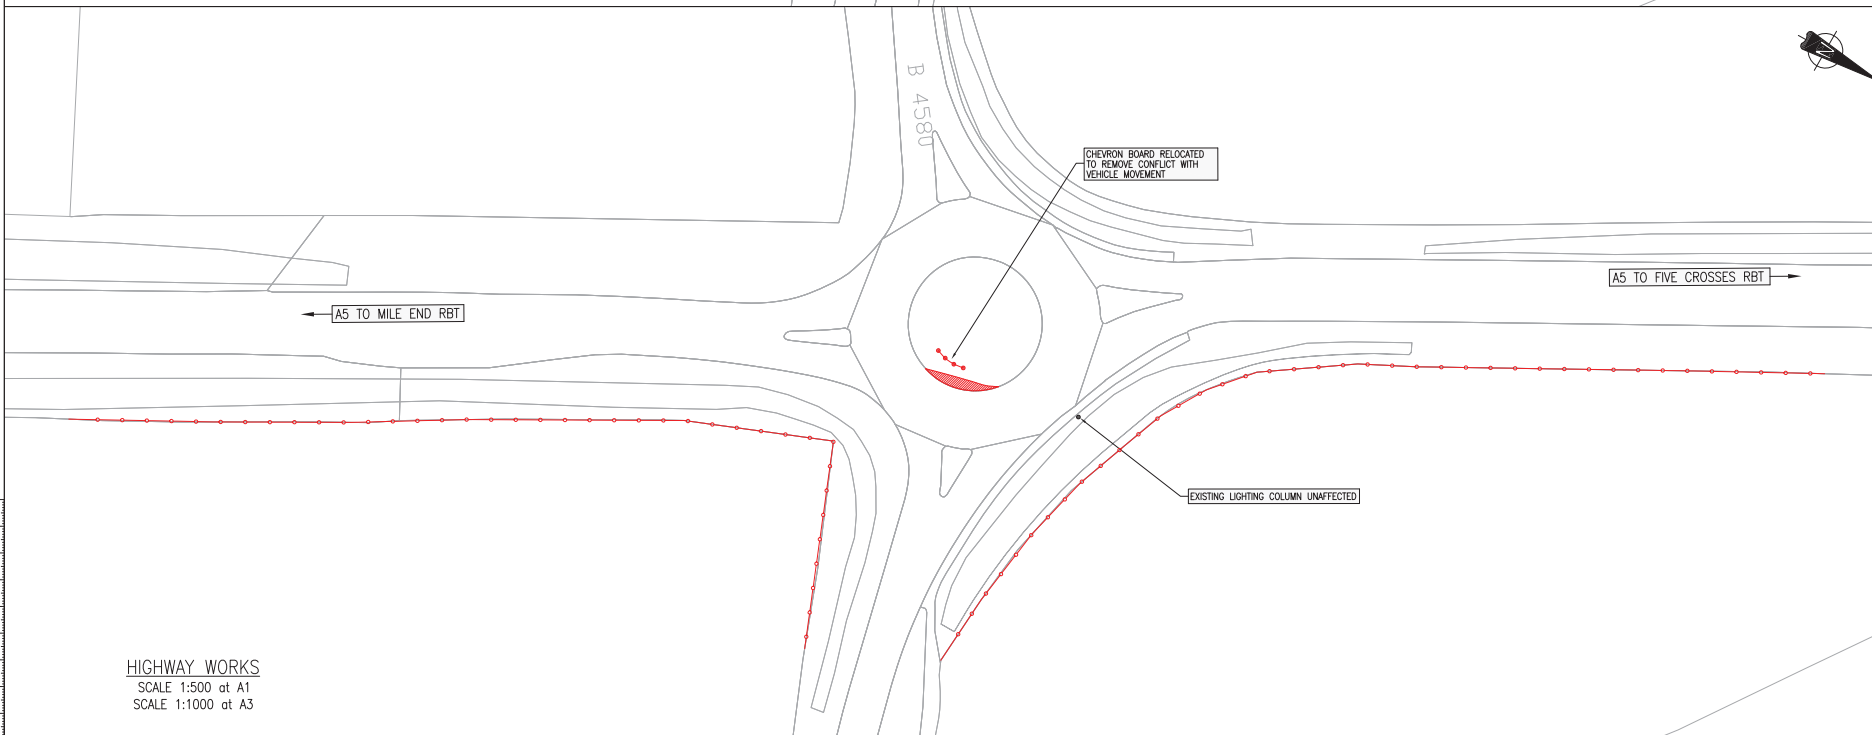 B 4580
N
CHEVRON BOARD RELOCATED
TO REMOVE CONFLICT WITH
VEHICLE MOVEMENT
A5 TO FIVE CROSSES RBT
A5 TO MILE END RBT
EXISTING LIGHTING COLUMN UNAFFECTED
HIGHWAY WORKS
SCALE 1:500 at A1
SCALE 1:1000 at A3